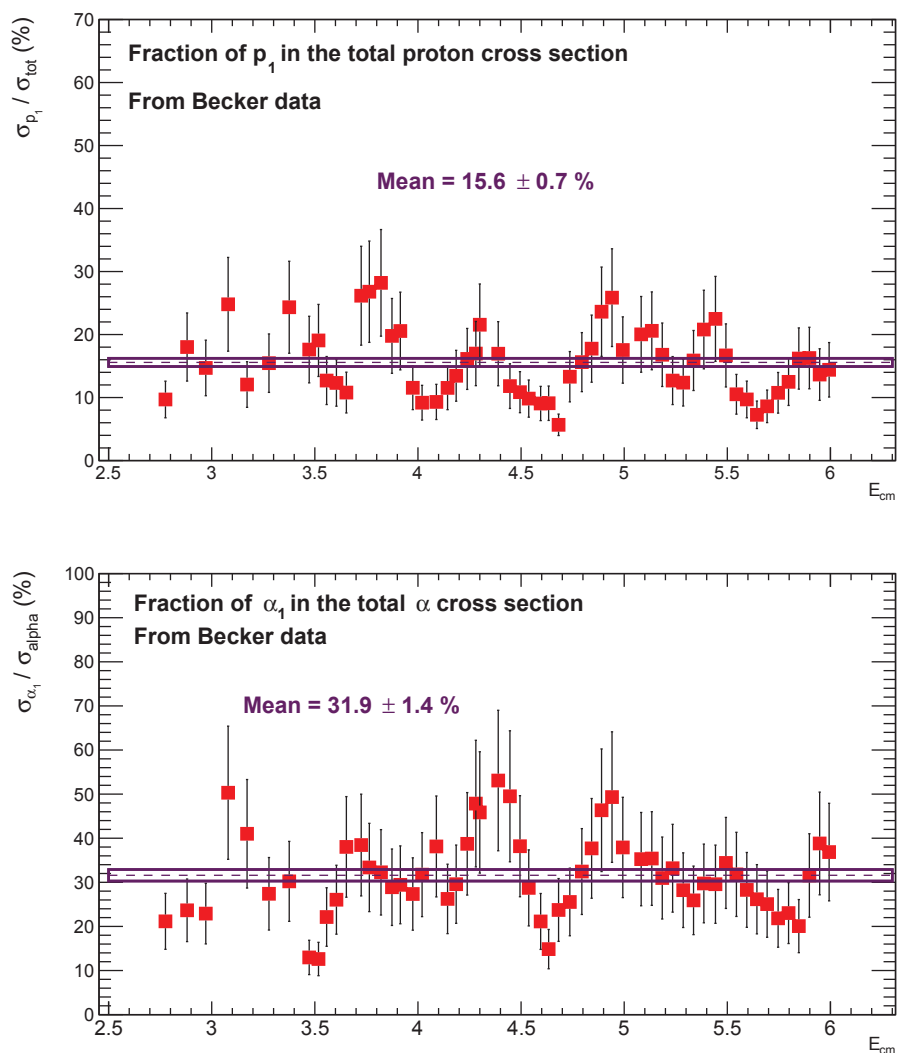 σp₁ / σtot (%)
70
Fraction of p₁ in the total proton cross section
60
From Becker data
50
40
Mean = 15.6 ± 0.7 %
30
20
10
0
2.5 3 3.5 4 4.5 5 5.5 6
Ecm
σα₁ / σalpha (%)
100
Fraction of α₁ in the total α cross section
90
From Becker data
80
70
Mean = 31.9 ± 1.4 %
60
50
40
30
20
10
0
2.5 3 3.5 4 4.5 5 5.5 6
Ecm